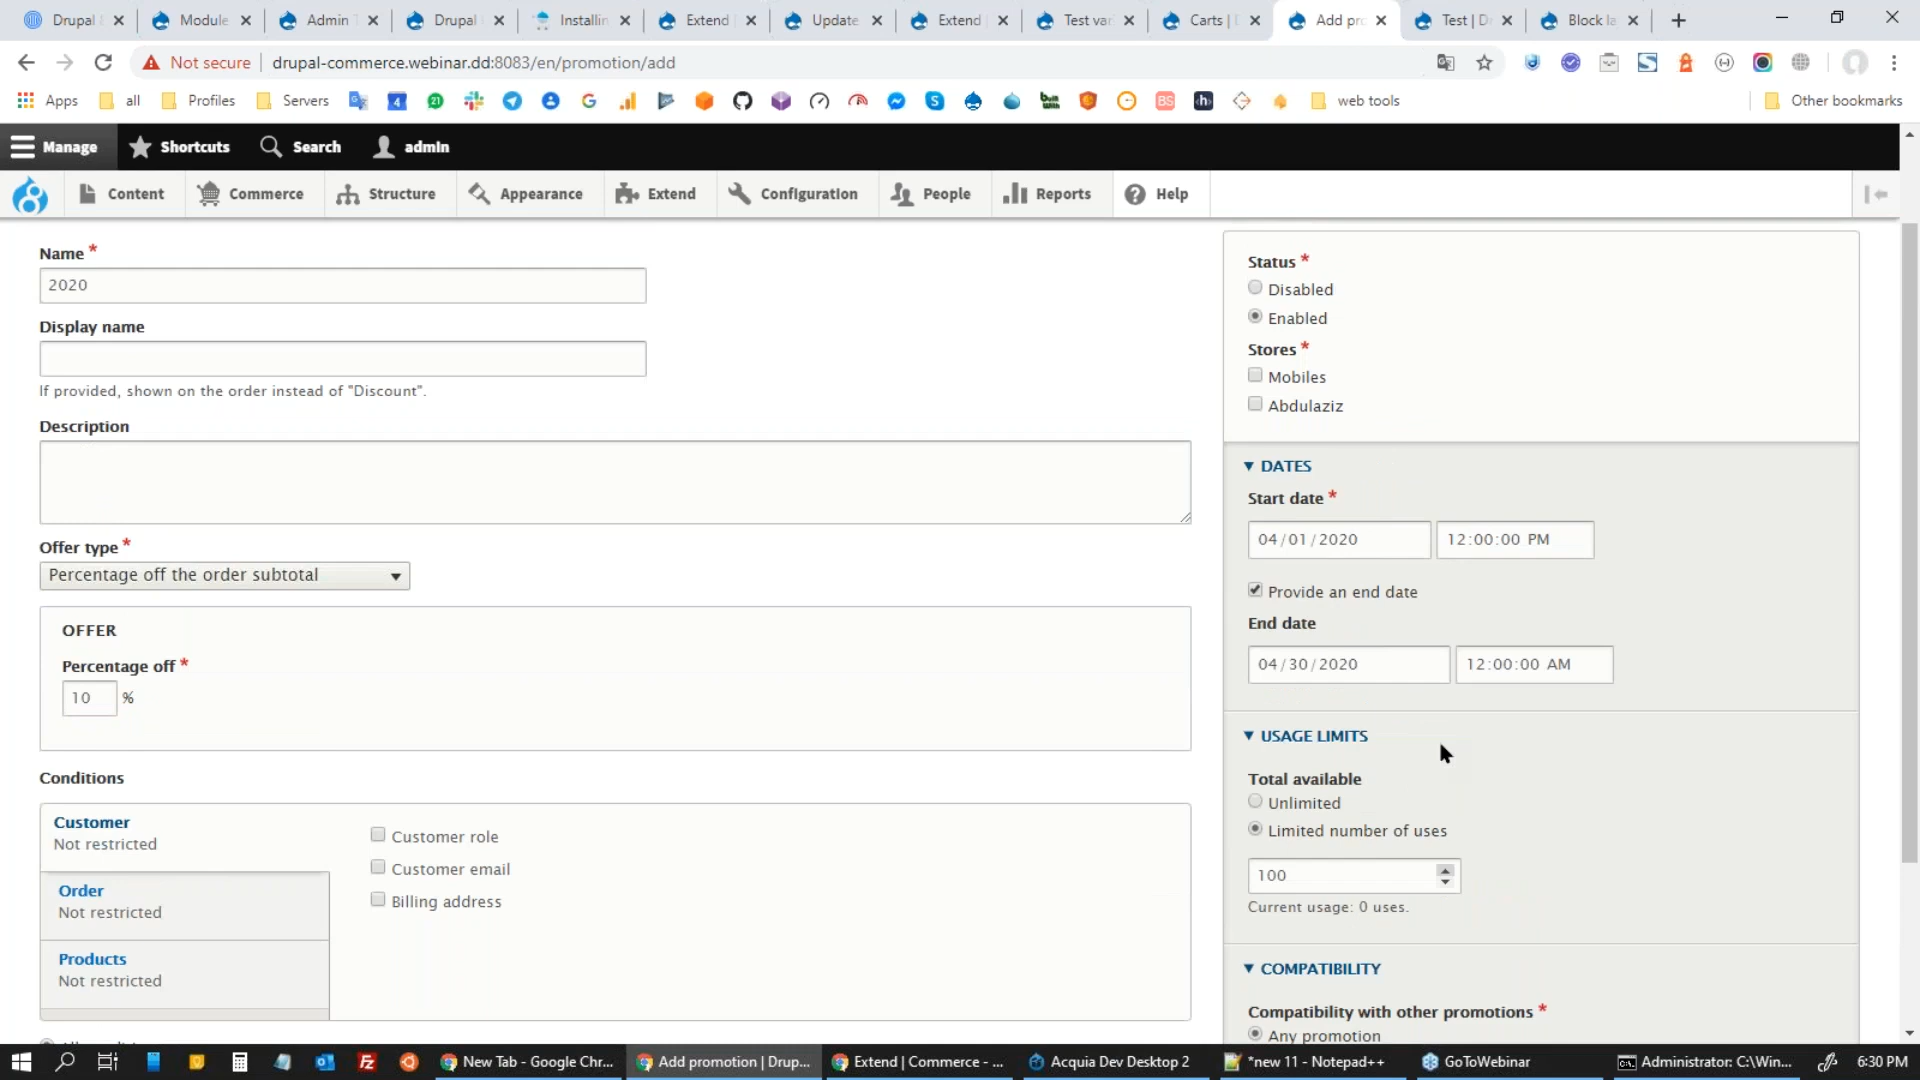 Drupal
Module
Admin T
Drupal
Installin
Extend
Update
Extend
Test var
Carts | D
Add pro
Test | D
Block la
Not secure | drupal-commerce.webinar.dd:8083/en/promotion/add
Apps all Profiles Servers web tools Other bookmarks
Manage Shortcuts Search admin
Content Commerce Structure Appearance Extend Configuration People Reports Help
Name *
2020
Display name
If provided, shown on the order instead of "Discount".
Description
Offer type *
Percentage off the order subtotal
OFFER
Percentage off *
10 %
Conditions
Customer
Not restricted
Order
Not restricted
Products
Not restricted
Customer role
Customer email
Billing address
Status *
Disabled
Enabled
Stores *
Mobiles
Abdulaziz
DATES
Start date *
04/01/2020 12:00:00 PM
Provide an end date
End date
04/30/2020 12:00:00 AM
USAGE LIMITS
Total available
Unlimited
Limited number of uses
100
Current usage: 0 uses.
COMPATIBILITY
Compatibility with other promotions *
Any promotion
New Tab - Google Chr... Add promotion | Drup... Extend | Commerce - ... Acquia Dev Desktop 2 *new 11 - Notepad++ GoToWebinar Administrator: C:\Win... 6:30 PM